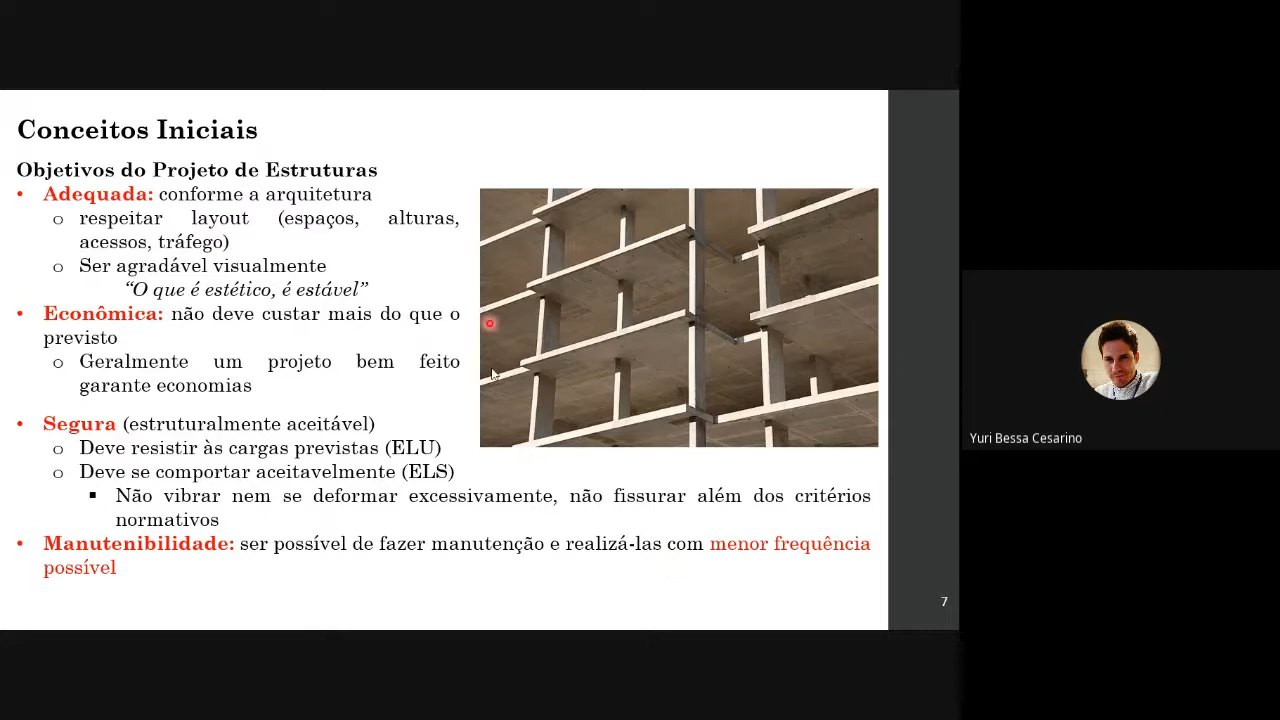 Conceitos Iniciais
Objetivos do Projeto de Estruturas
• Adequada: conforme a arquitetura
o respeitar layout (espaços, alturas,
acessos, tráfego)
o Ser agradável visualmente
“O que é estético, é estável”
• Econômica: não deve custar mais do que o
previsto
o Geralmente um projeto bem feito
garante economias
• Segura (estruturalmente aceitável)
o Deve resistir às cargas previstas (ELU)
o Deve se comportar aceitavelmente (ELS)
▪ Não vibrar nem se deformar excessivamente, não fissurar além dos critérios
normativos
• Manutenibilidade: ser possível de fazer manutenção e realizá-las com menor frequência
possível
7
Yuri Bessa Cesarino